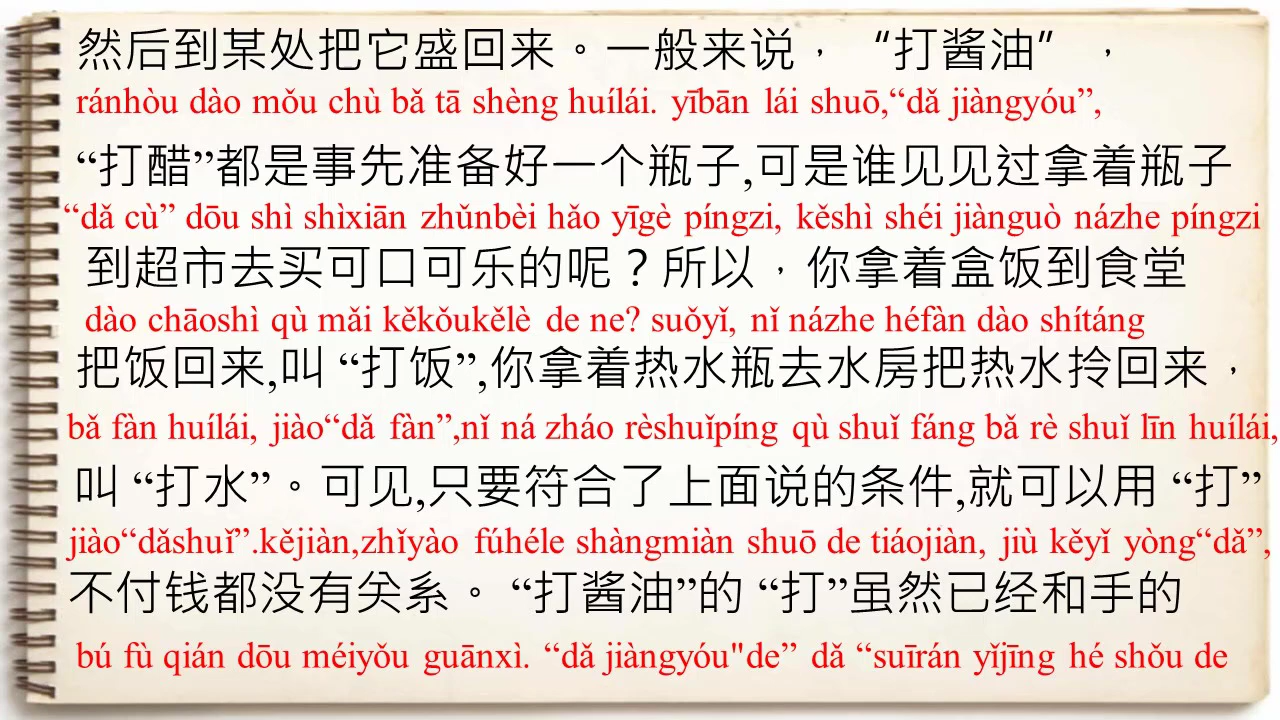 然后到某处把它盛回来。一般来说， “打酱油” ，
ránhòu dào mǒu chù bǎ tā shèng huílái. yībān lái shuō,“dǎ jiàngyóu”,
“打醋”都是事先准备好一个瓶子,可是谁见见过拿着瓶子
“dǎ cù” dōu shì shìxiān zhǔnbèi hǎo yīgè píngzi, kěshì shéi jiànguò názhe píngzi
到超市去买可口可乐的呢？所以，你拿着盒饭到食堂
dào chāoshì qù mǎi kěkǒukělè de ne? suǒyǐ, nǐ názhe héfàn dào shítáng
把饭回来,叫 “打饭”,你拿着热水瓶去水房把热水拎回来，
bǎ fàn huílái, jiào“dǎ fàn”,nǐ ná zháo rèshuǐpíng qù shuǐ fáng bǎ rè shuǐ līn huílái,
叫 “打水”。可见,只要符合了上面说的条件,就可以用 “打”
jiào“dǎshuǐ”.kějiàn,zhǐyào fúhéle shàngmiàn shuō de tiáojiàn, jiù kěyǐ yòng“dǎ”,
不付钱都没有关系。 “打酱油”的 “打”虽然已经和手的
bú fù qián dōu méiyǒu guānxì. “dǎ jiàngyóu"de” dǎ “suīrán yǐjīng hé shǒu de